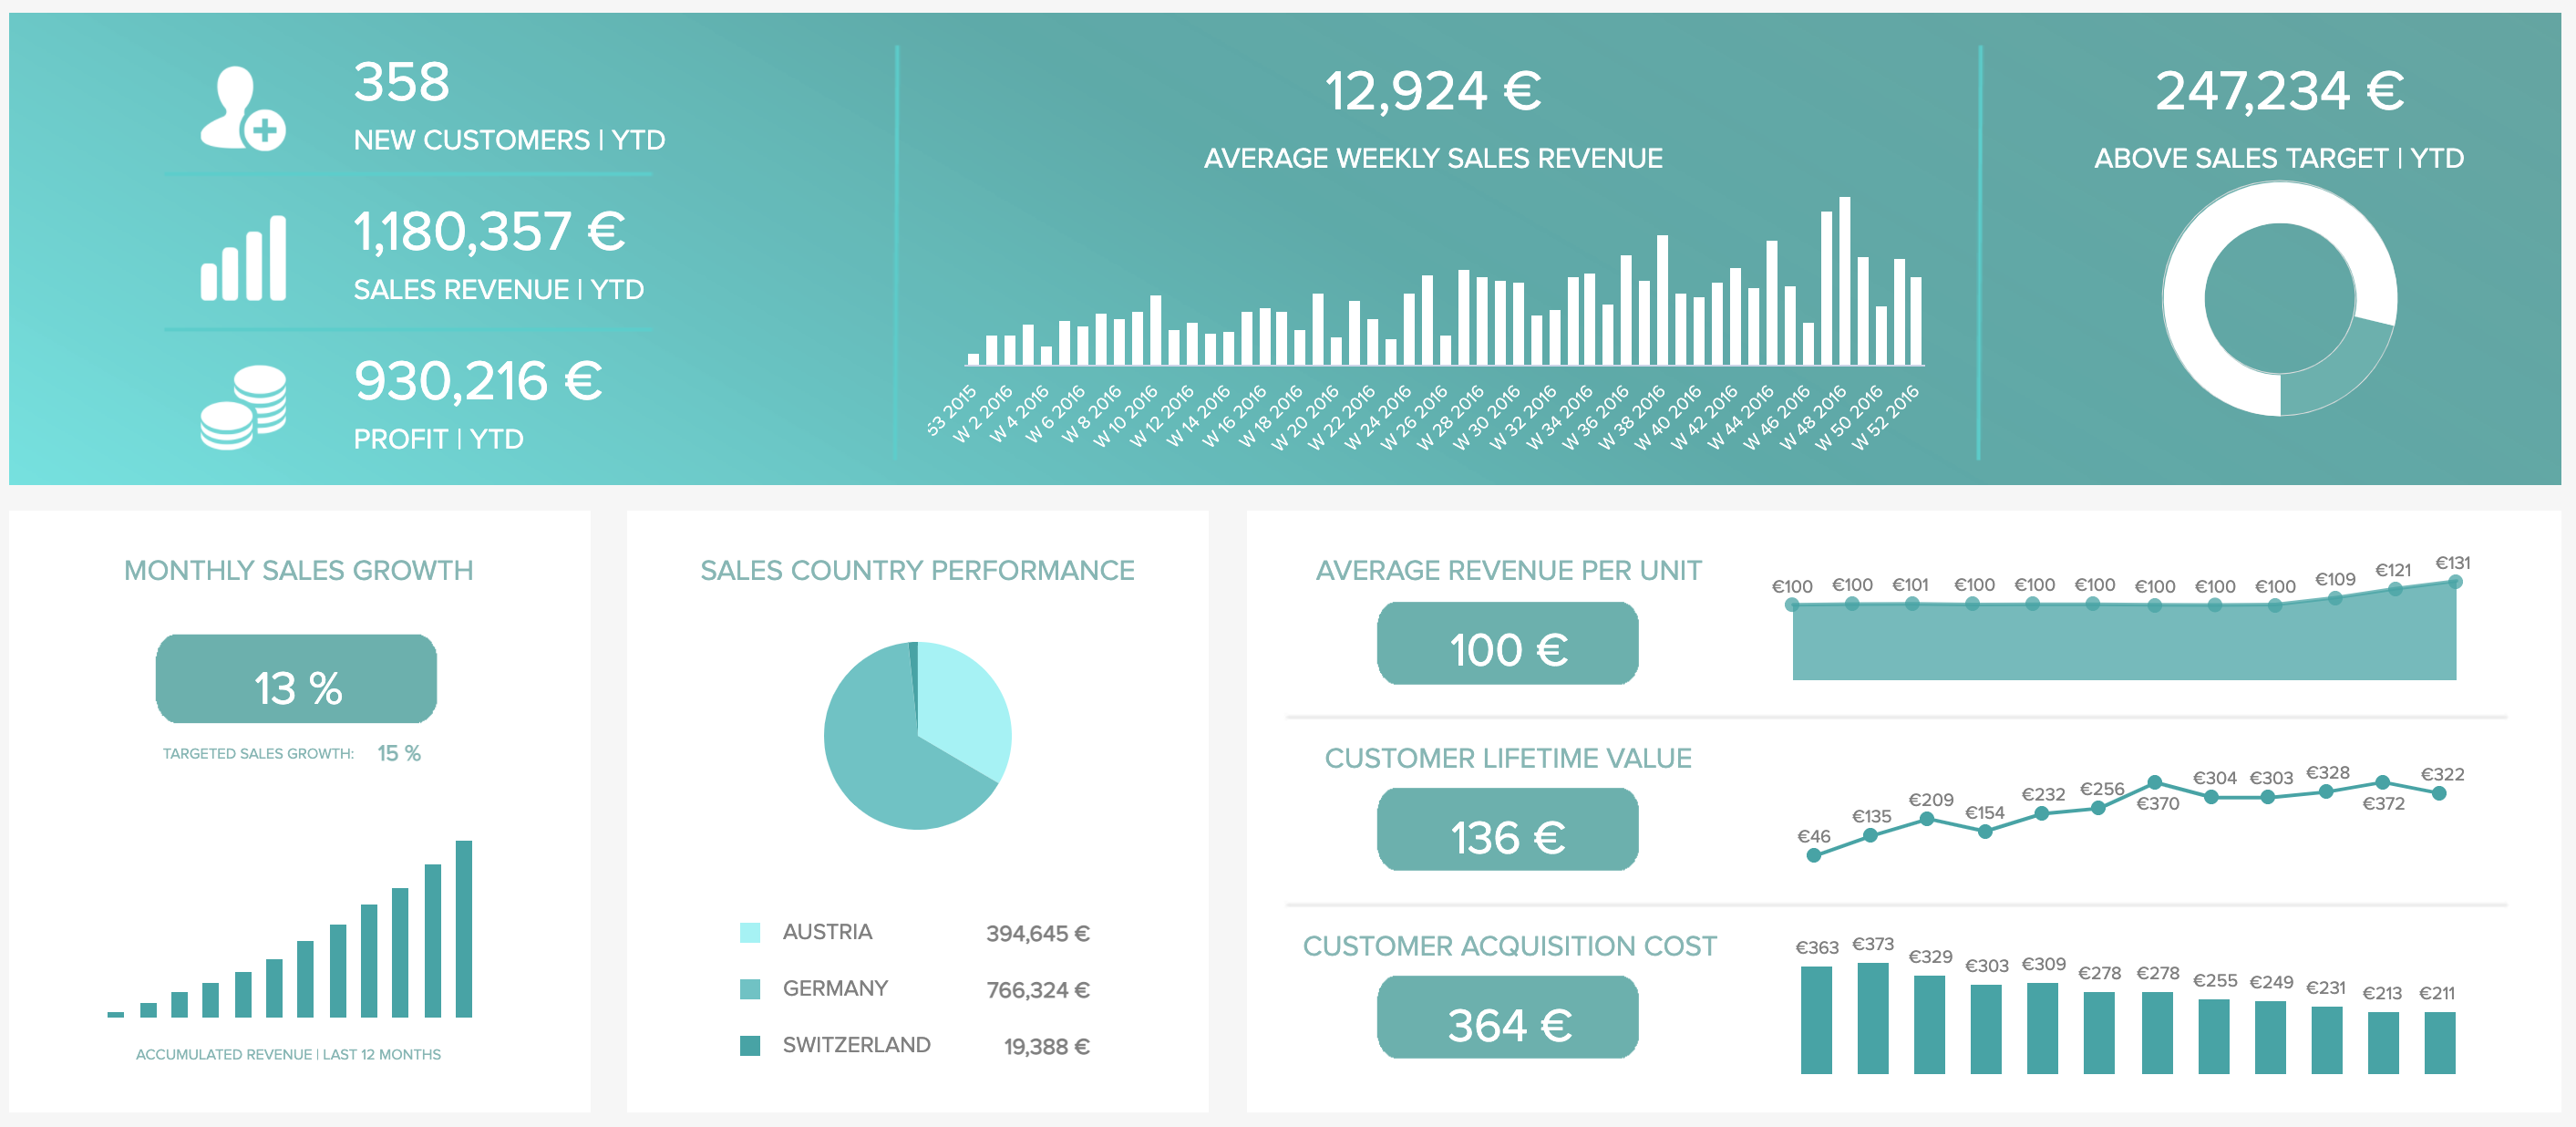 358
NEW CUSTOMERS | YTD
1,180,357 €
SALES REVENUE | YTD
930,216 €
PROFIT | YTD
12,924 €
AVERAGE WEEKLY SALES REVENUE
53 2015
W 2 2016
W 4 2016
W 6 2016
W 8 2016
W 10 2016
W 12 2016
W 14 2016
W 16 2016
W 18 2016
W 20 2016
W 22 2016
W 24 2016
W 26 2016
W 28 2016
W 30 2016
W 32 2016
W 34 2016
W 36 2016
W 38 2016
W 40 2016
W 42 2016
W 44 2016
W 46 2016
W 48 2016
W 50 2016
W 52 2016
247,234 €
ABOVE SALES TARGET | YTD
MONTHLY SALES GROWTH
13 %
TARGETED SALES GROWTH: 15 %
ACCUMULATED REVENUE | LAST 12 MONTHS
SALES COUNTRY PERFORMANCE
AUSTRIA 394,645 €
GERMANY 766,324 €
SWITZERLAND 19,388 €
AVERAGE REVENUE PER UNIT
100 €
€100 €100 €101 €100 €100 €100 €100 €100 €100 €109 €121 €131
CUSTOMER LIFETIME VALUE
136 €
€46 €135 €209 €154 €232 €256 €370 €304 €303 €328 €372 €322
CUSTOMER ACQUISITION COST
364 €
€363 €373 €329 €303 €309 €278 €278 €255 €249 €231 €213 €211